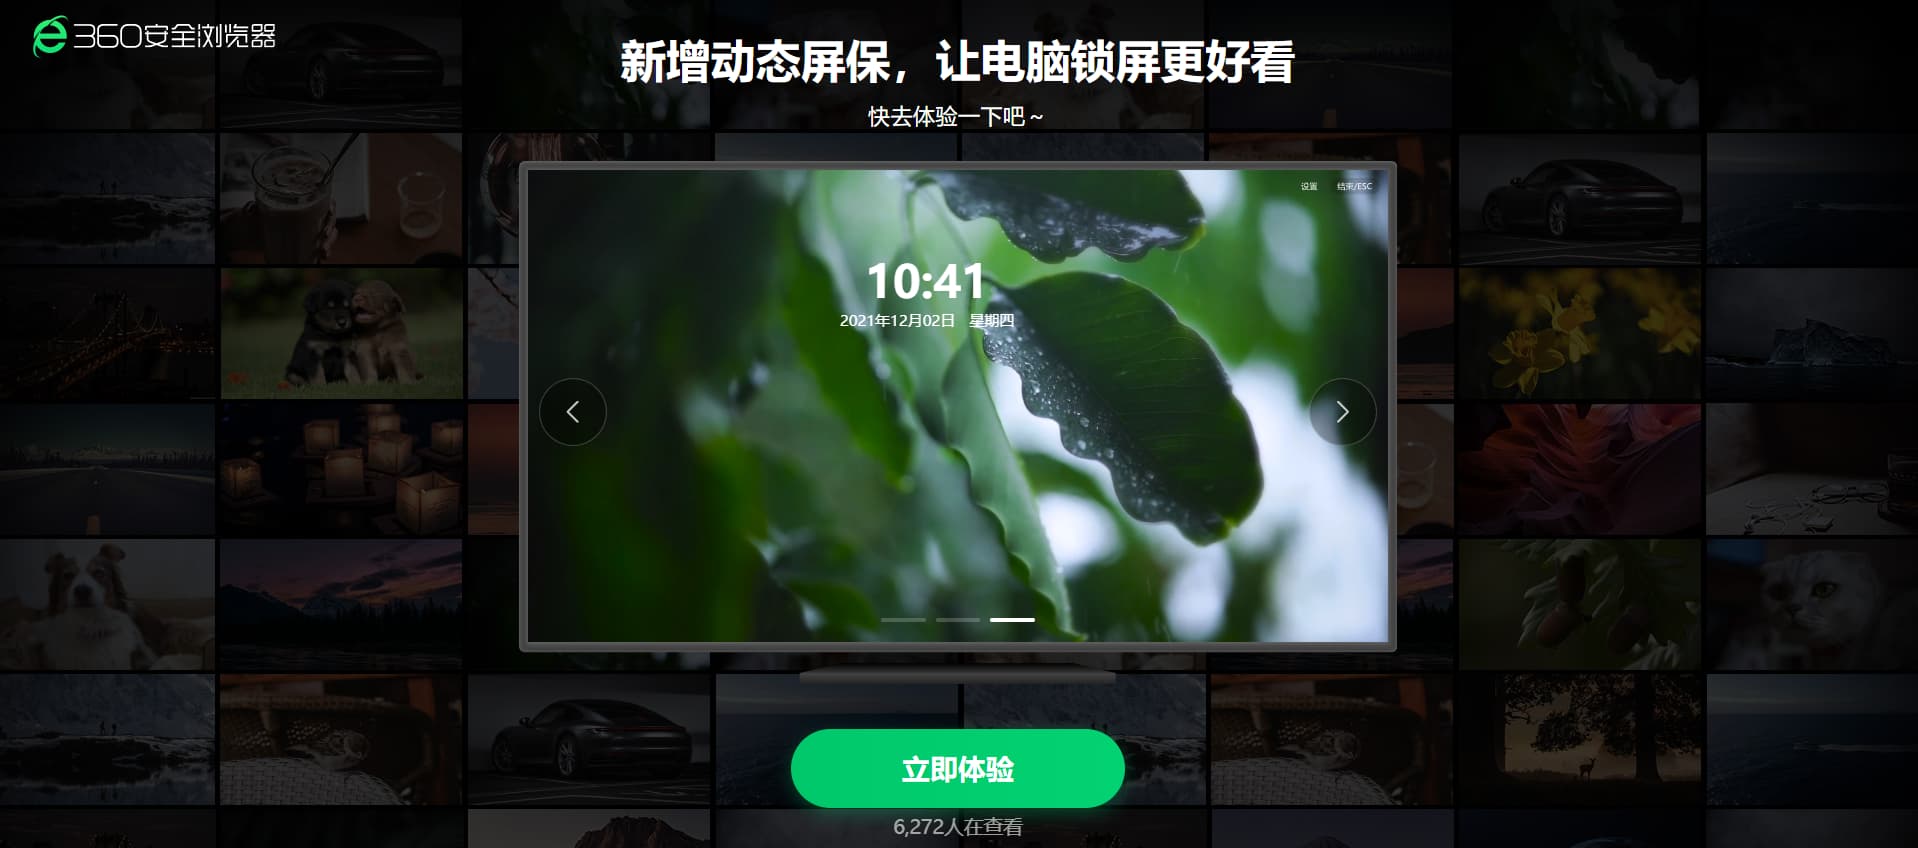 360安全浏览器
新增动态屏保，让电脑锁屏更好看
快去体验一下吧～
设置 结束/ESC
10:41
2021年12月02日 星期四
立即体验
6,272人在查看